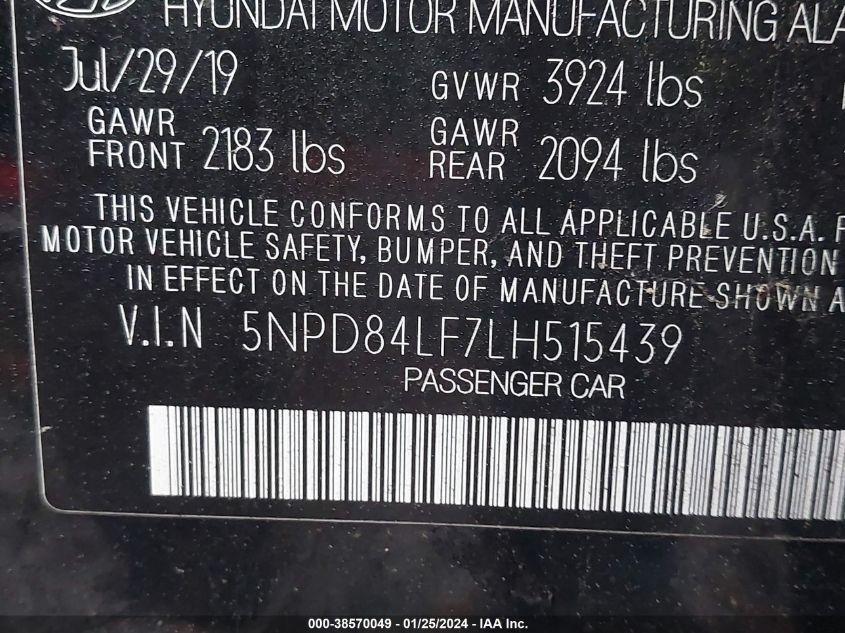 HYUNDAI MOTOR MANUFACTURING ALA
Jul/29/19 GVWR 3924 lbs
GAWR FRONT 2183 lbs GAWR REAR 2094 lbs
THIS VEHICLE CONFORMS TO ALL APPLICABLE U.S.A. F
MOTOR VEHICLE SAFETY, BUMPER, AND THEFT PREVENTION
IN EFFECT ON THE DATE OF MANUFACTURE SHOWN A
V.I.N 5NPD84LF7LH515439
PASSENGER CAR
000-38570049 - 01/25/2024 - IAA Inc.